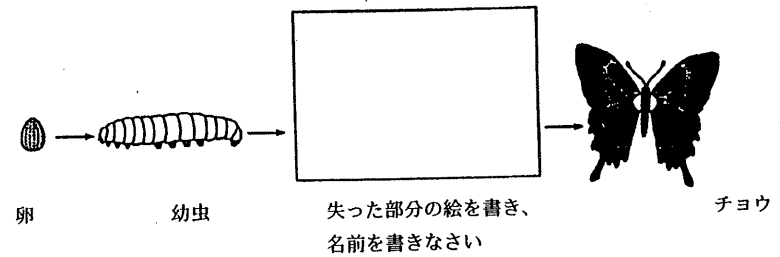 卵
幼虫
失った部分の絵を書き、
名前を書きなさい
チョウ